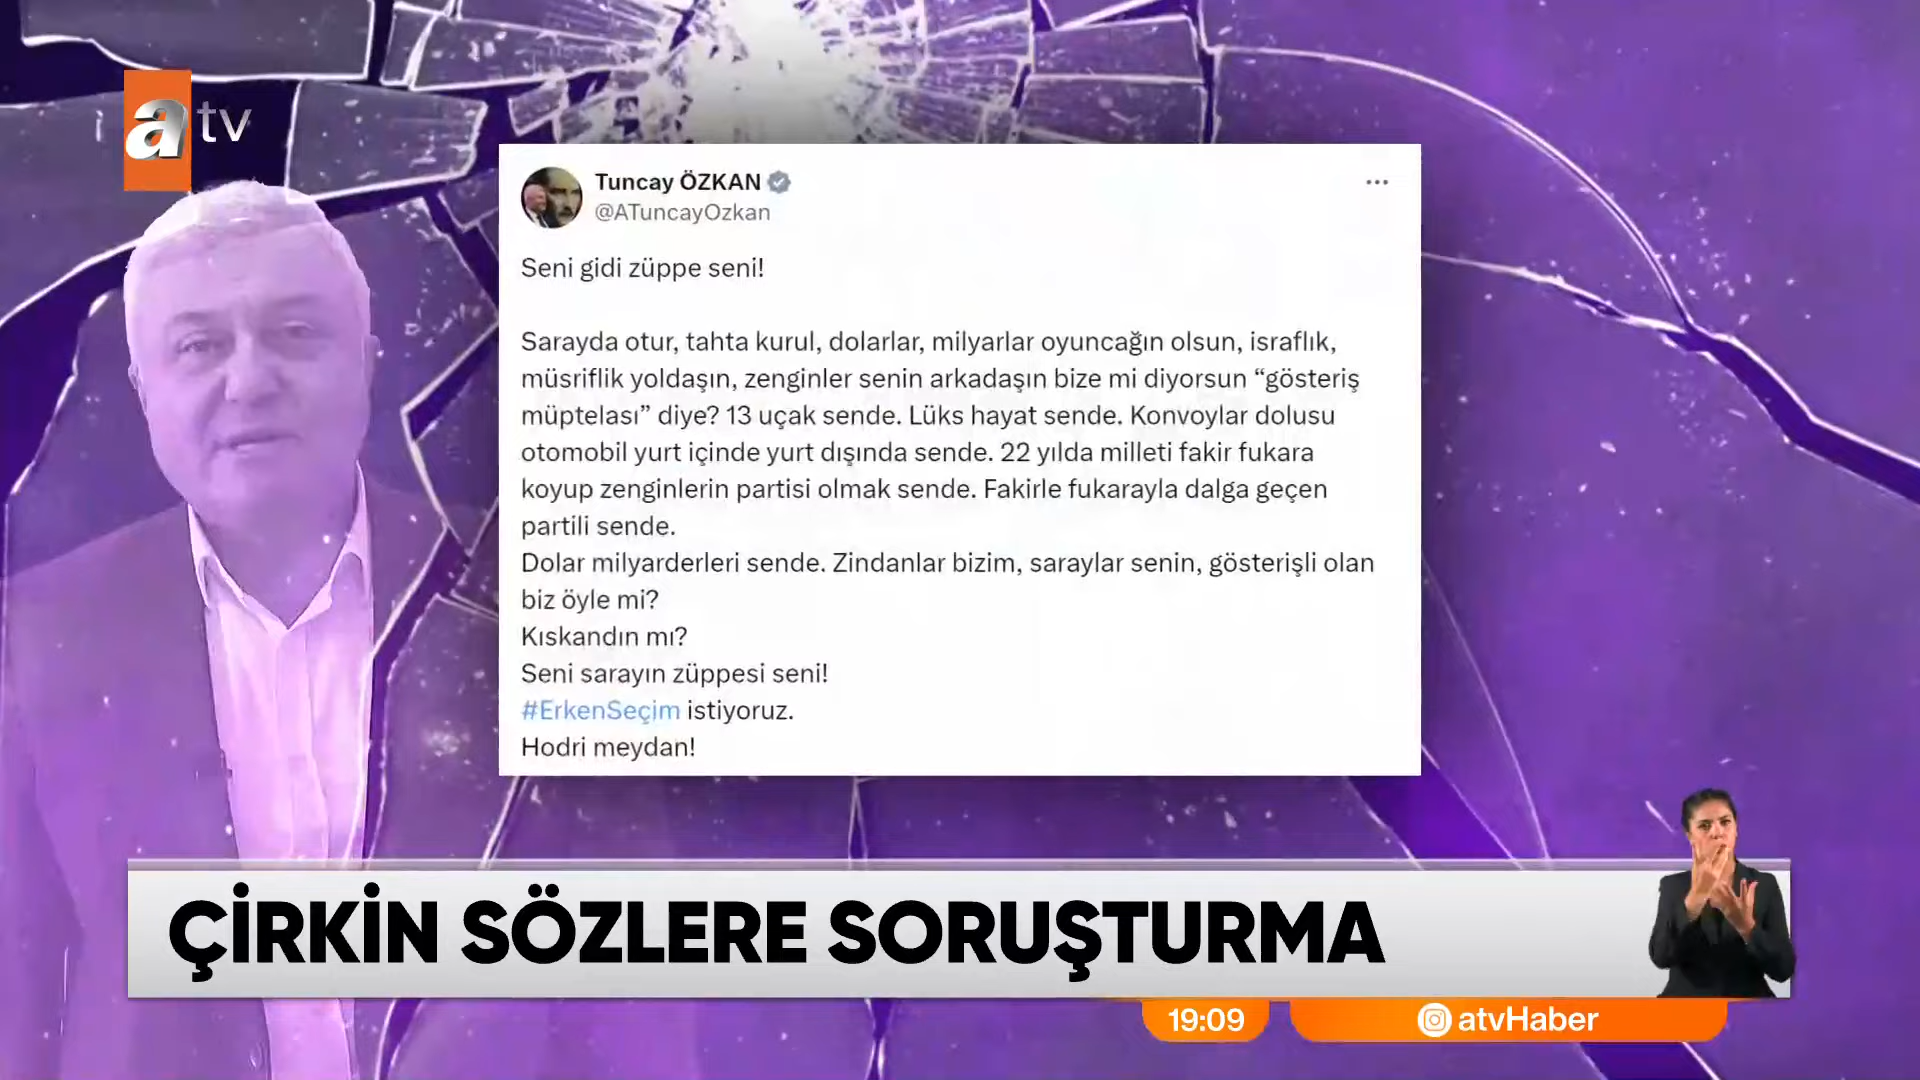 a tv
Tuncay ÖZKAN
@ATuncayOzkan
Seni gidi züppe seni!
Sarayda otur, tahta kurul, dolarlar, milyarlar oyuncağın olsun, israflık,
müsriflik yoldaşın, zenginler senin arkadaşın bize mi diyorsun “gösteriş
müptelası” diye? 13 uçak sende. Lüks hayat sende. Konvoylar dolusu
otomobil yurt içinde yurt dışında sende. 22 yılda milleti fakir fukara
koyup zenginlerin partisi olmak sende. Fakirle fukarayla dalga geçen
partili sende.
Dolar milyarderleri sende. Zindanlar bizim, saraylar senin, gösterişli olan
biz öyle mi?
Kıskandın mı?
Seni sarayın züppesi seni!
#ErkenSeçim istiyoruz.
Hodri meydan!
ÇİRKİN SÖZLERE SORUŞTURMA
19:09
atvHaber